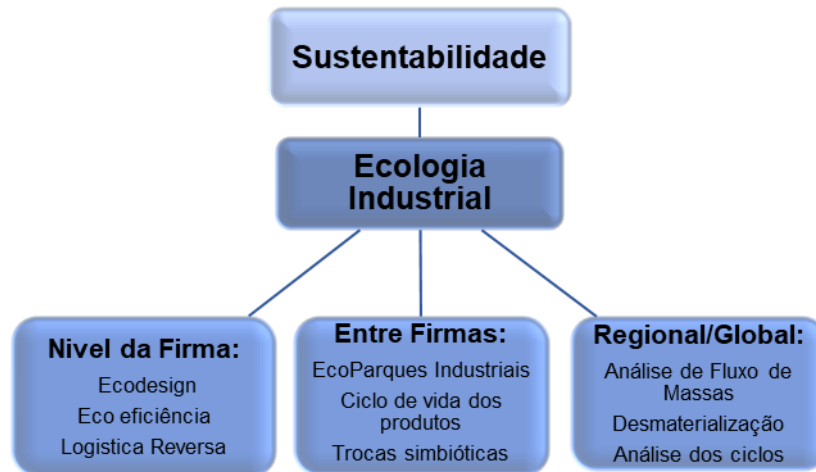 Sustentabilidade
Ecologia
Industrial
Nivel da Firma:
Ecodesign
Eco eficiência
Logistica Reversa
Entre Firmas:
EcoParques Industriais
Ciclo de vida dos
produtos
Trocas simbióticas
Regional/Global:
Análise de Fluxo de
Massas
Desmaterialização
Análise dos ciclos